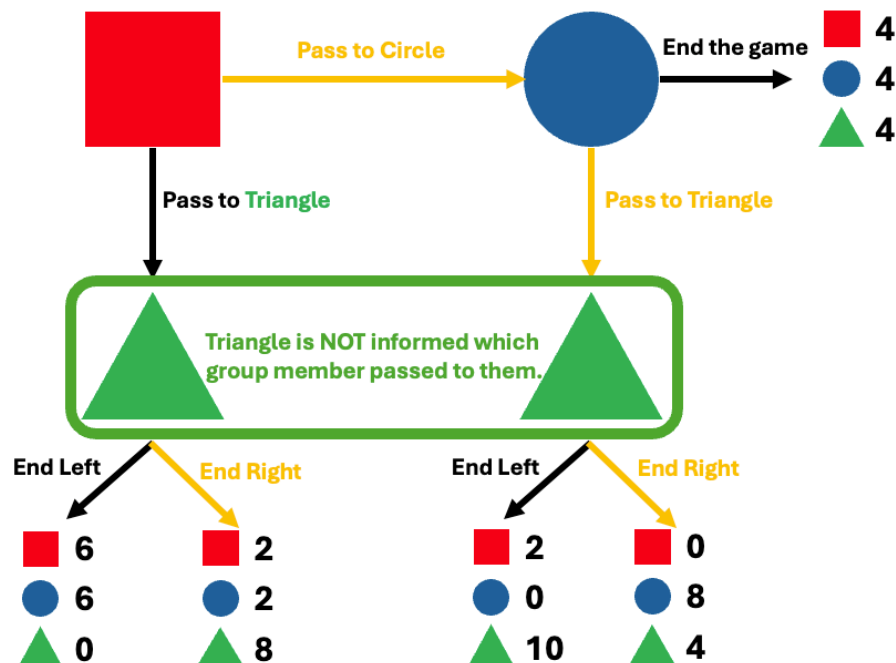 Pass to Circle
End the game
4
4
4
Pass to Triangle
Pass to Triangle
Triangle is NOT informed which
group member passed to them.
End Left
End Right
End Left
End Right
6
2
2
0
6
2
0
8
0
8
10
4